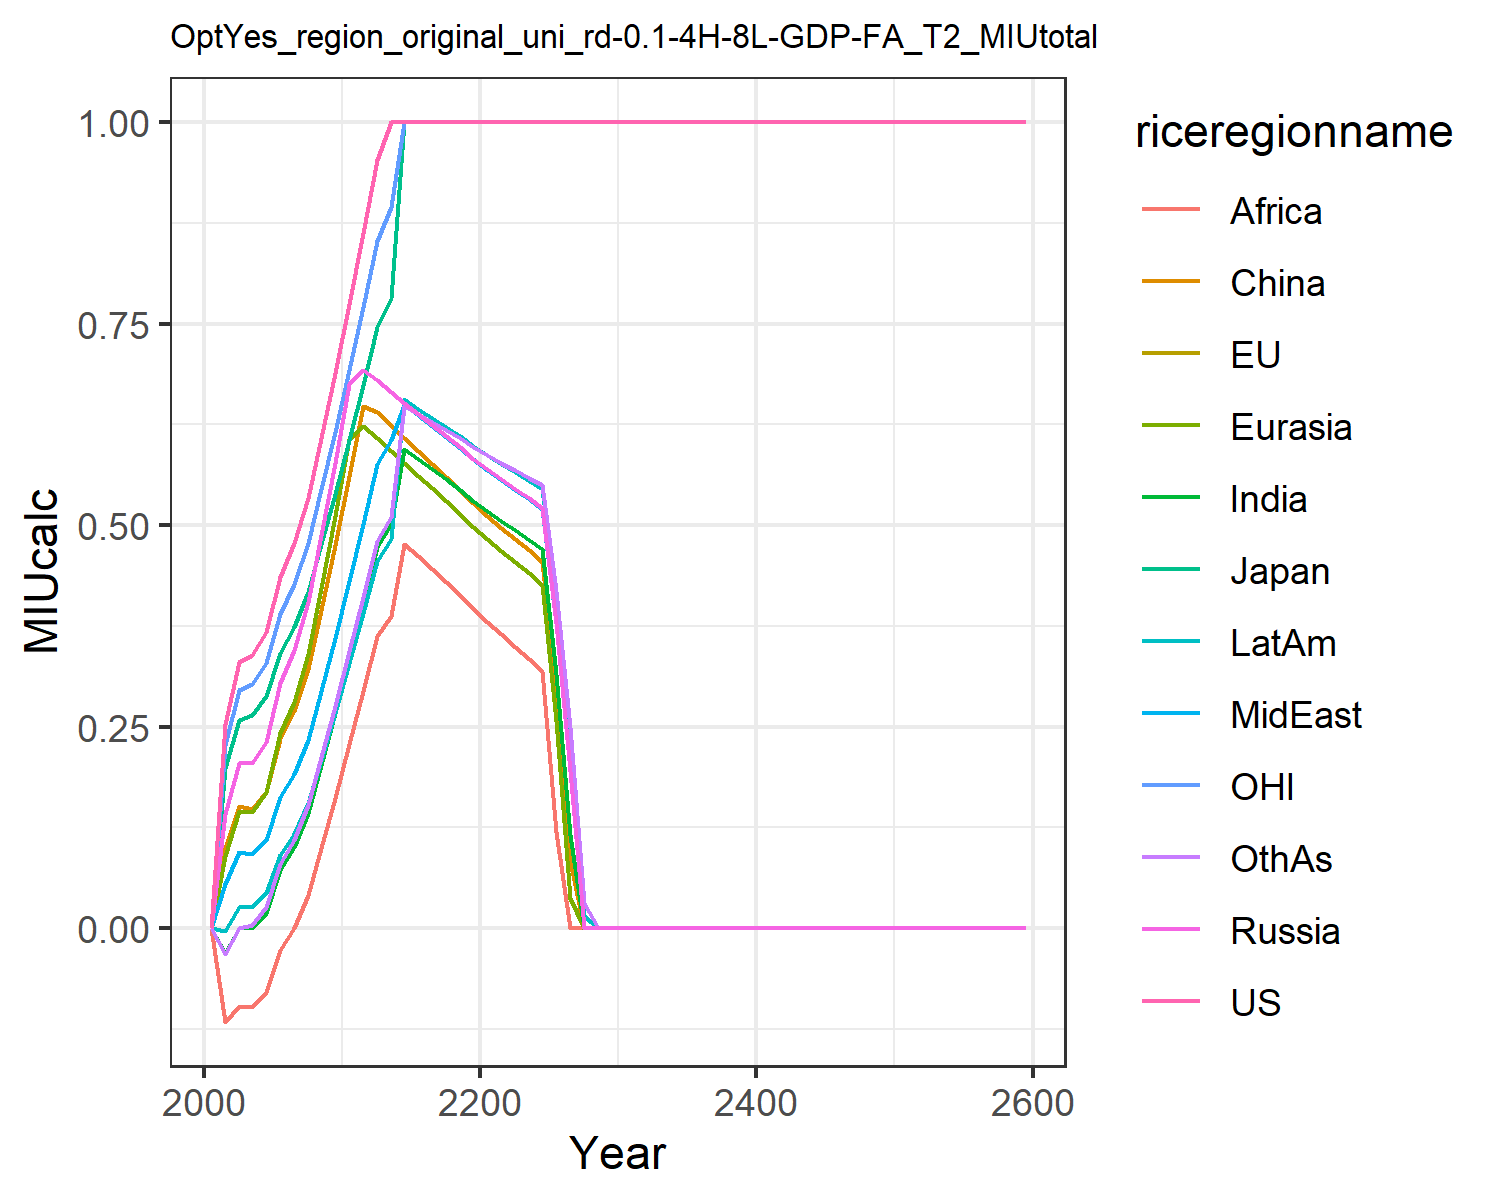 OptYes_region_original_uni_rd-0.1-4H-8L-GDP-FA_T2_MIUtotal
1.00
0.75
0.50
0.25
0.00
MIUcalc
2000
2200
2400
2600
Year
riceregionname
Africa
China
EU
Eurasia
India
Japan
LatAm
MidEast
OHI
OthAs
Russia
US